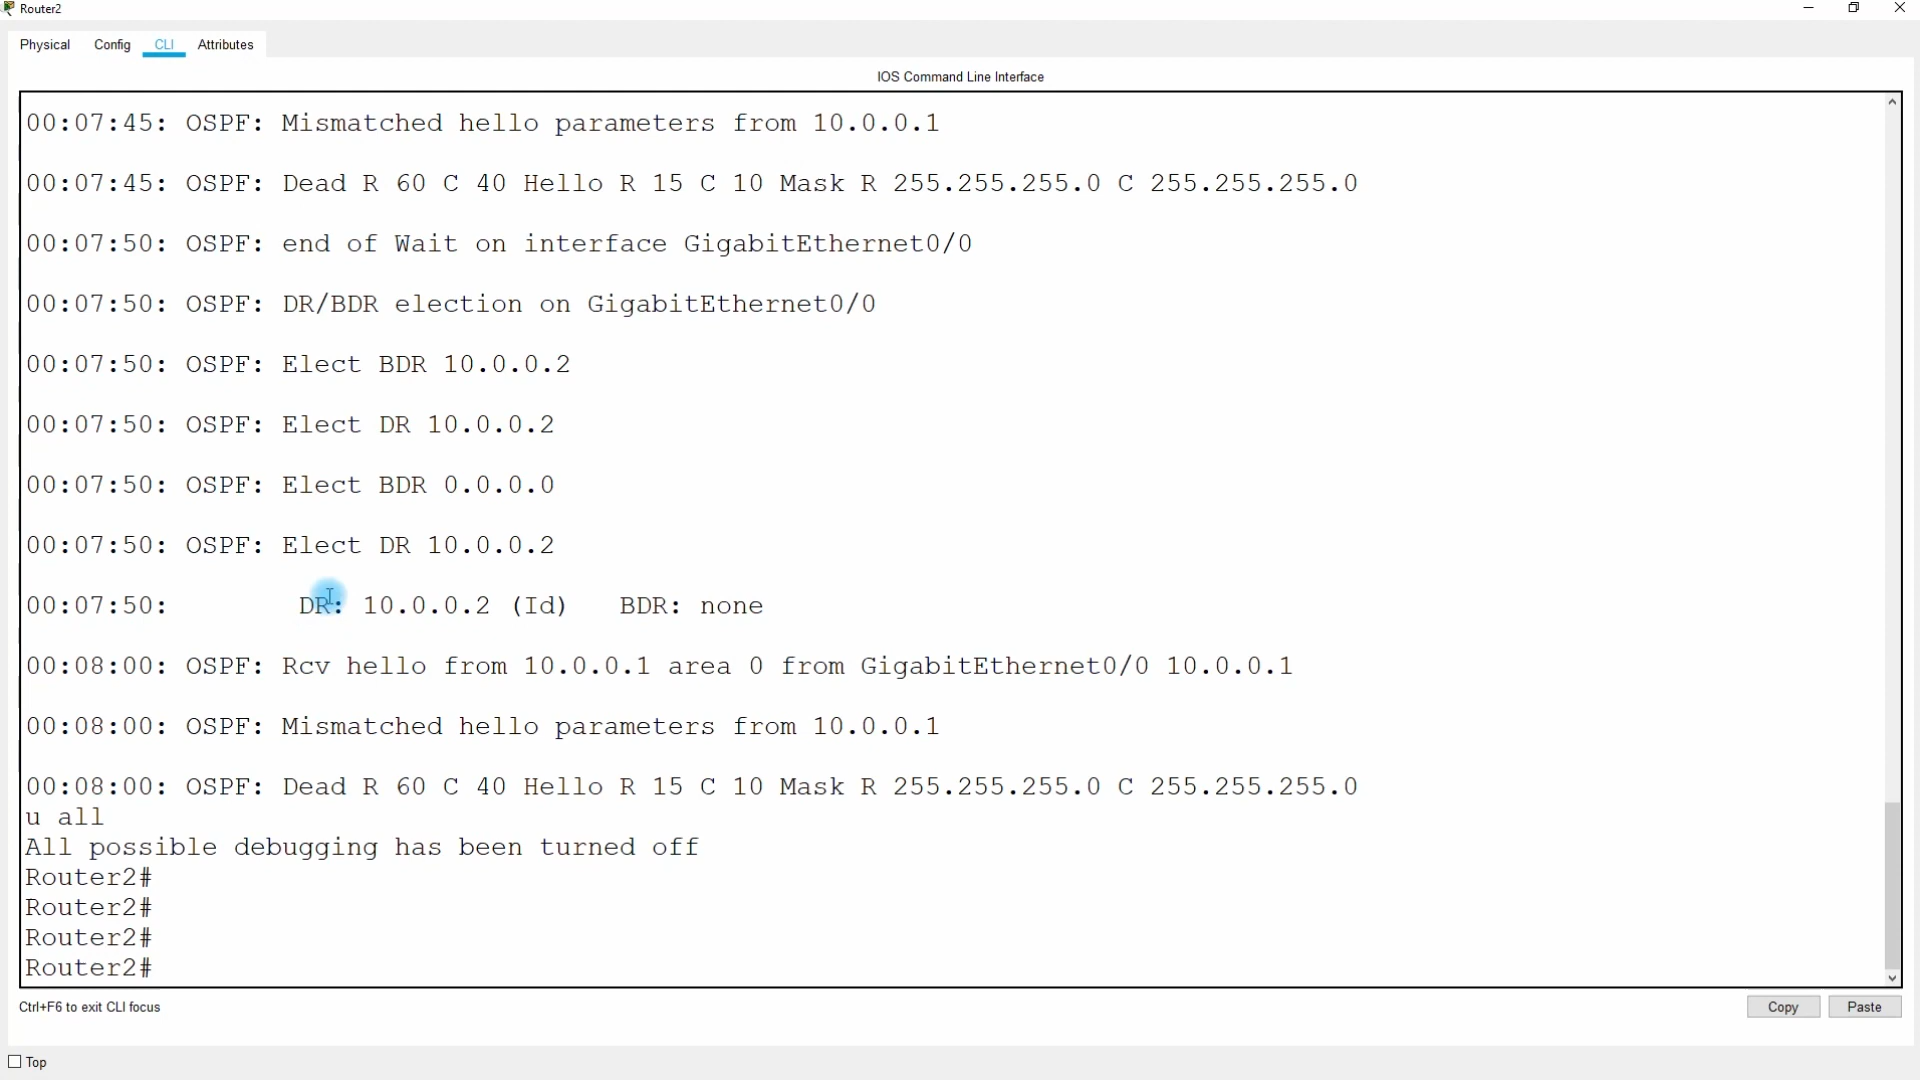 Router2
Physical Config CLI Attributes
IOS Command Line Interface
00:07:45: OSPF: Mismatched hello parameters from 10.0.0.1
00:07:45: OSPF: Dead R 60 C 40 Hello R 15 C 10 Mask R 255.255.255.0 C 255.255.255.0
00:07:50: OSPF: end of Wait on interface GigabitEthernet0/0
00:07:50: OSPF: DR/BDR election on GigabitEthernet0/0
00:07:50: OSPF: Elect BDR 10.0.0.2
00:07:50: OSPF: Elect DR 10.0.0.2
00:07:50: OSPF: Elect BDR 0.0.0.0
00:07:50: OSPF: Elect DR 10.0.0.2
00:07:50: DR: 10.0.0.2 (Id) BDR: none
00:08:00: OSPF: Rcv hello from 10.0.0.1 area 0 from GigabitEthernet0/0 10.0.0.1
00:08:00: OSPF: Mismatched hello parameters from 10.0.0.1
00:08:00: OSPF: Dead R 60 C 40 Hello R 15 C 10 Mask R 255.255.255.0 C 255.255.255.0
u all
All possible debugging has been turned off
Router2#
Router2#
Router2#
Router2#
Ctrl+F6 to exit CLI focus
Copy Paste
Top